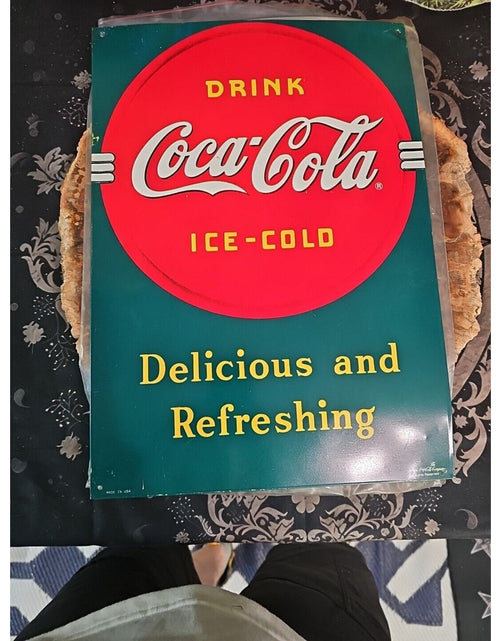 DRINK
Coca-Cola
®
ICE-COLD
Delicious and
Refreshing
MADE IN USA